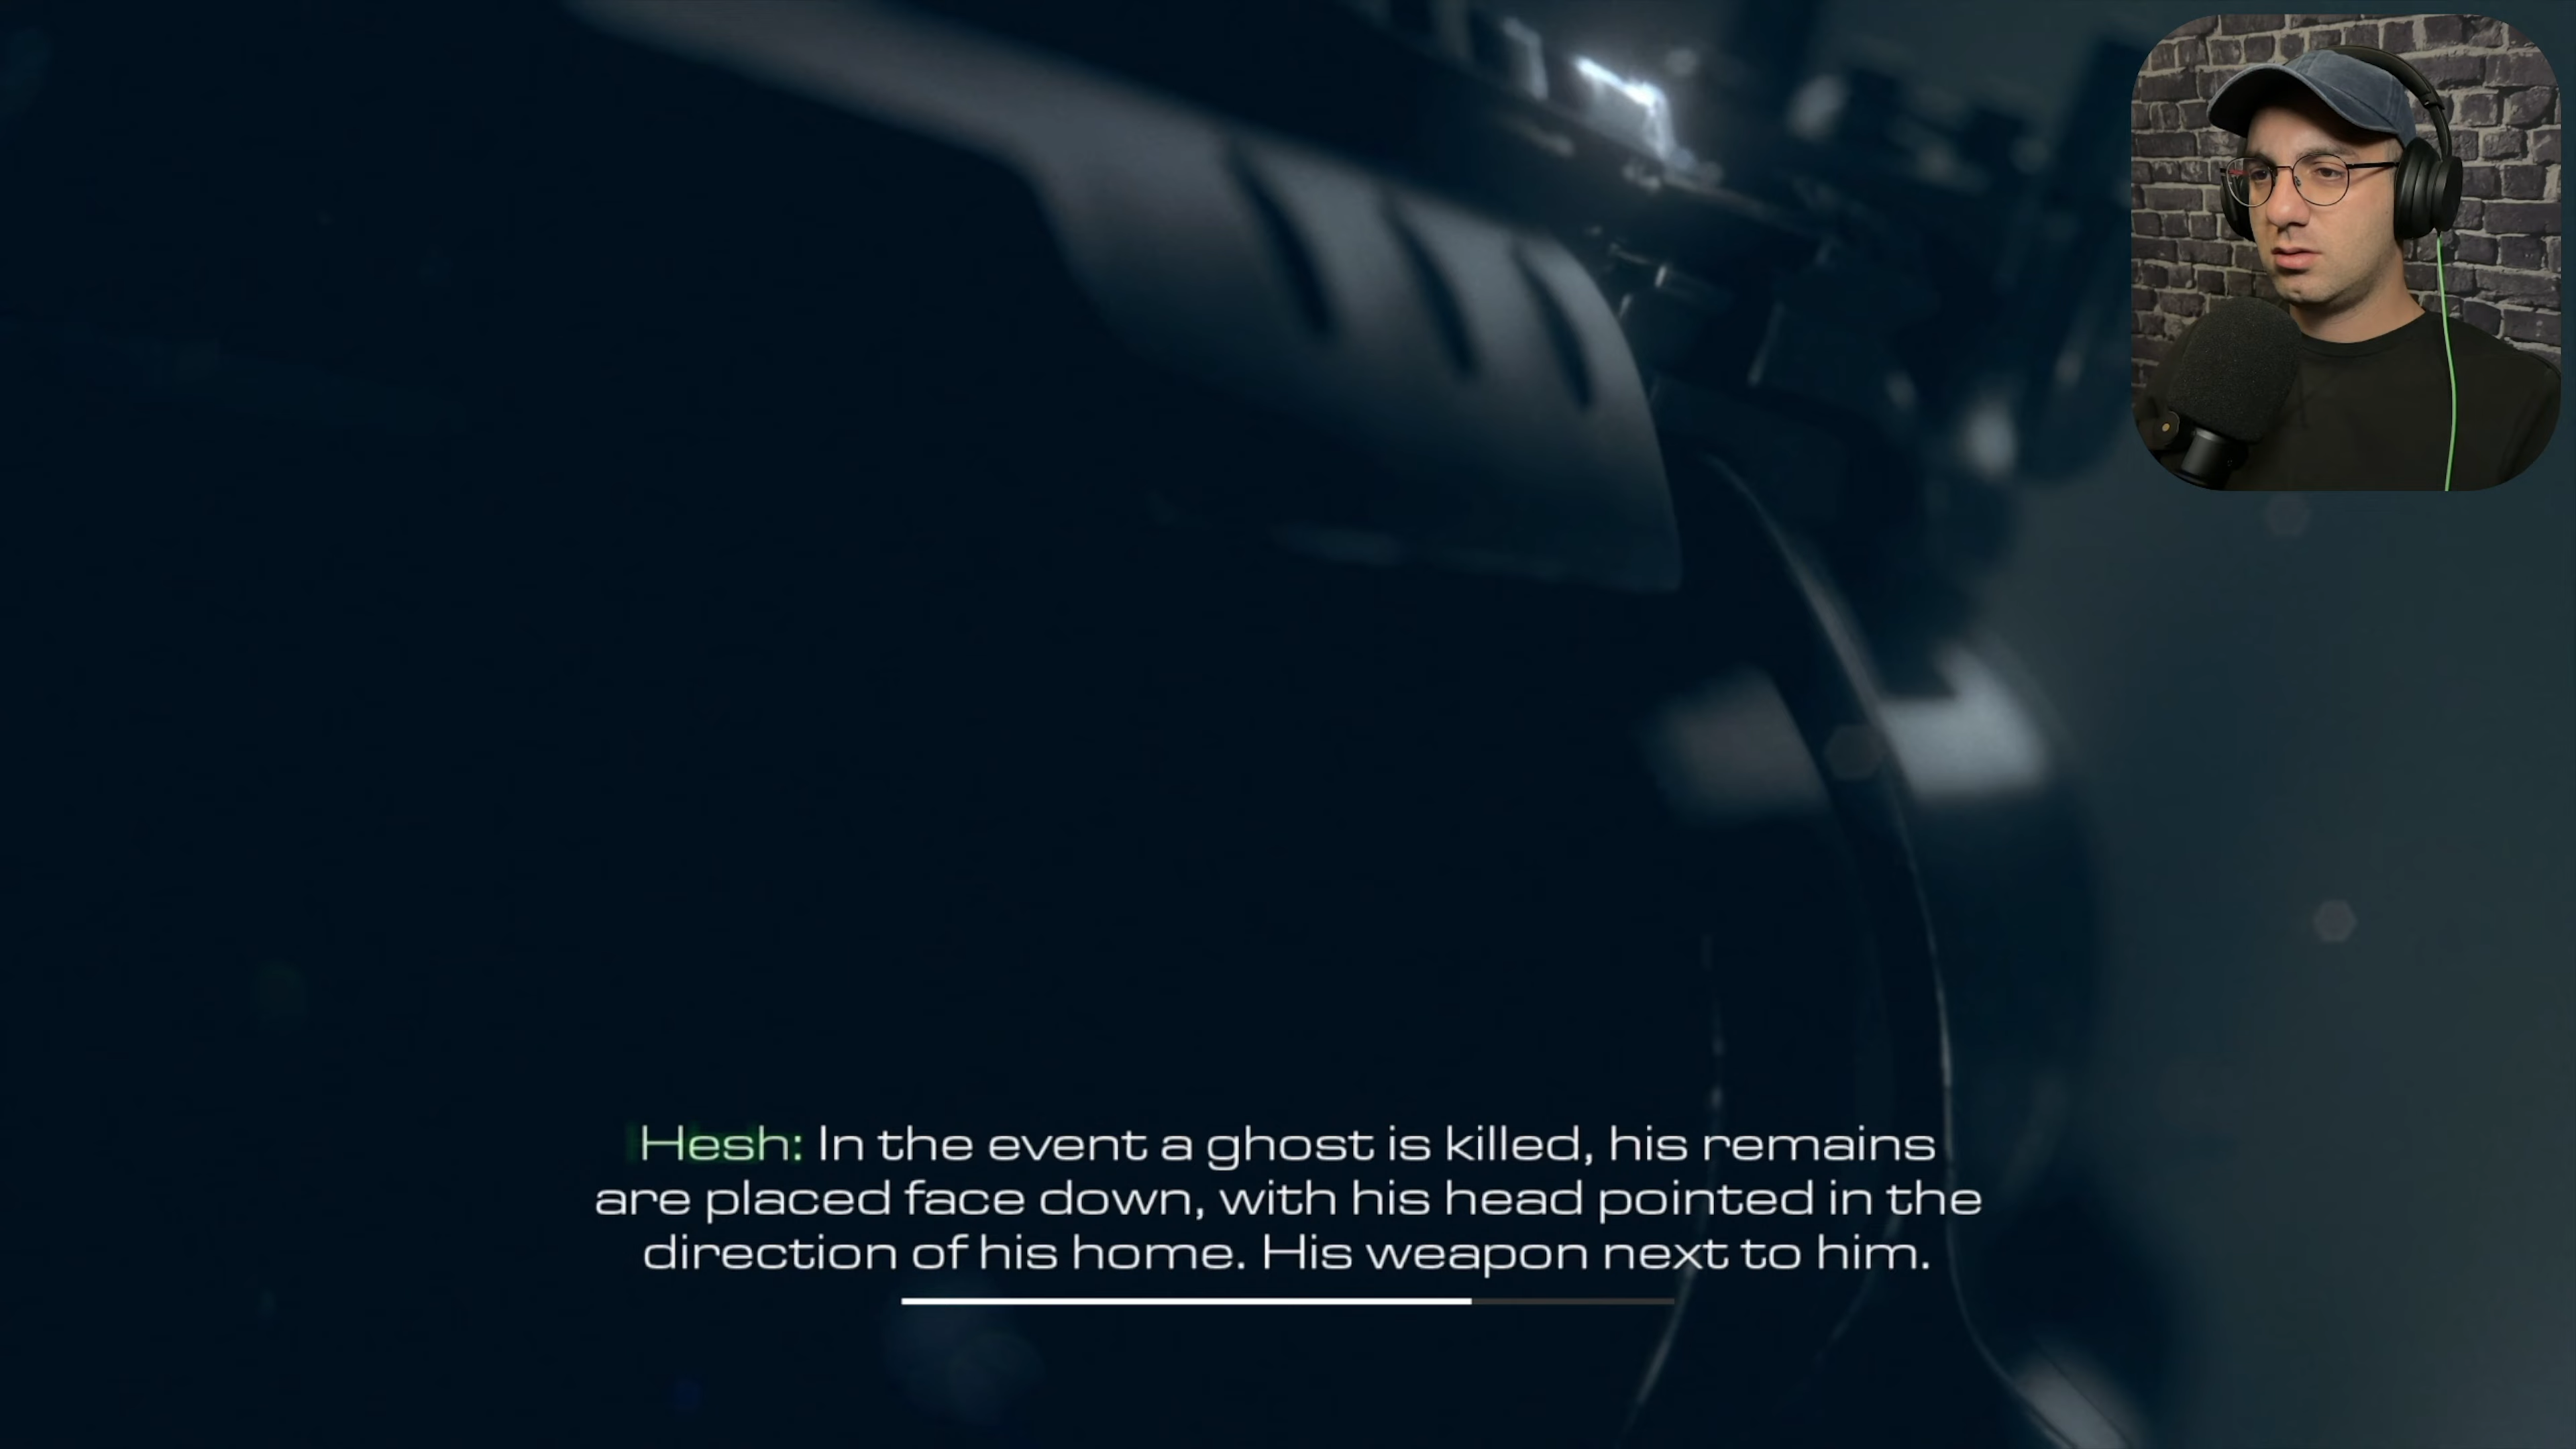 Hesh: In the event a ghost is killed, his remains
are placed face down, with his head pointed in the
direction of his home. His weapon next to him.